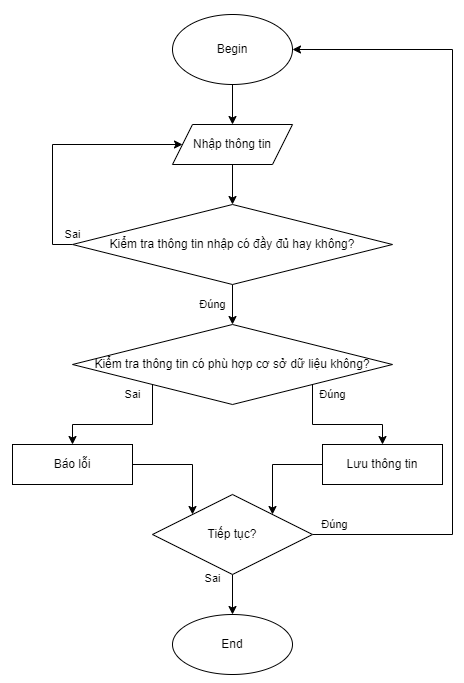 Begin
Nhập thông tin
Sai
Kiểm tra thông tin nhập có đầy đủ hay không?
Đúng
Kiểm tra thông tin có phù hợp cơ sở dữ liệu không?
Sai
Đúng
Báo lỗi
Lưu thông tin
Tiếp tục?
Đúng
Sai
End